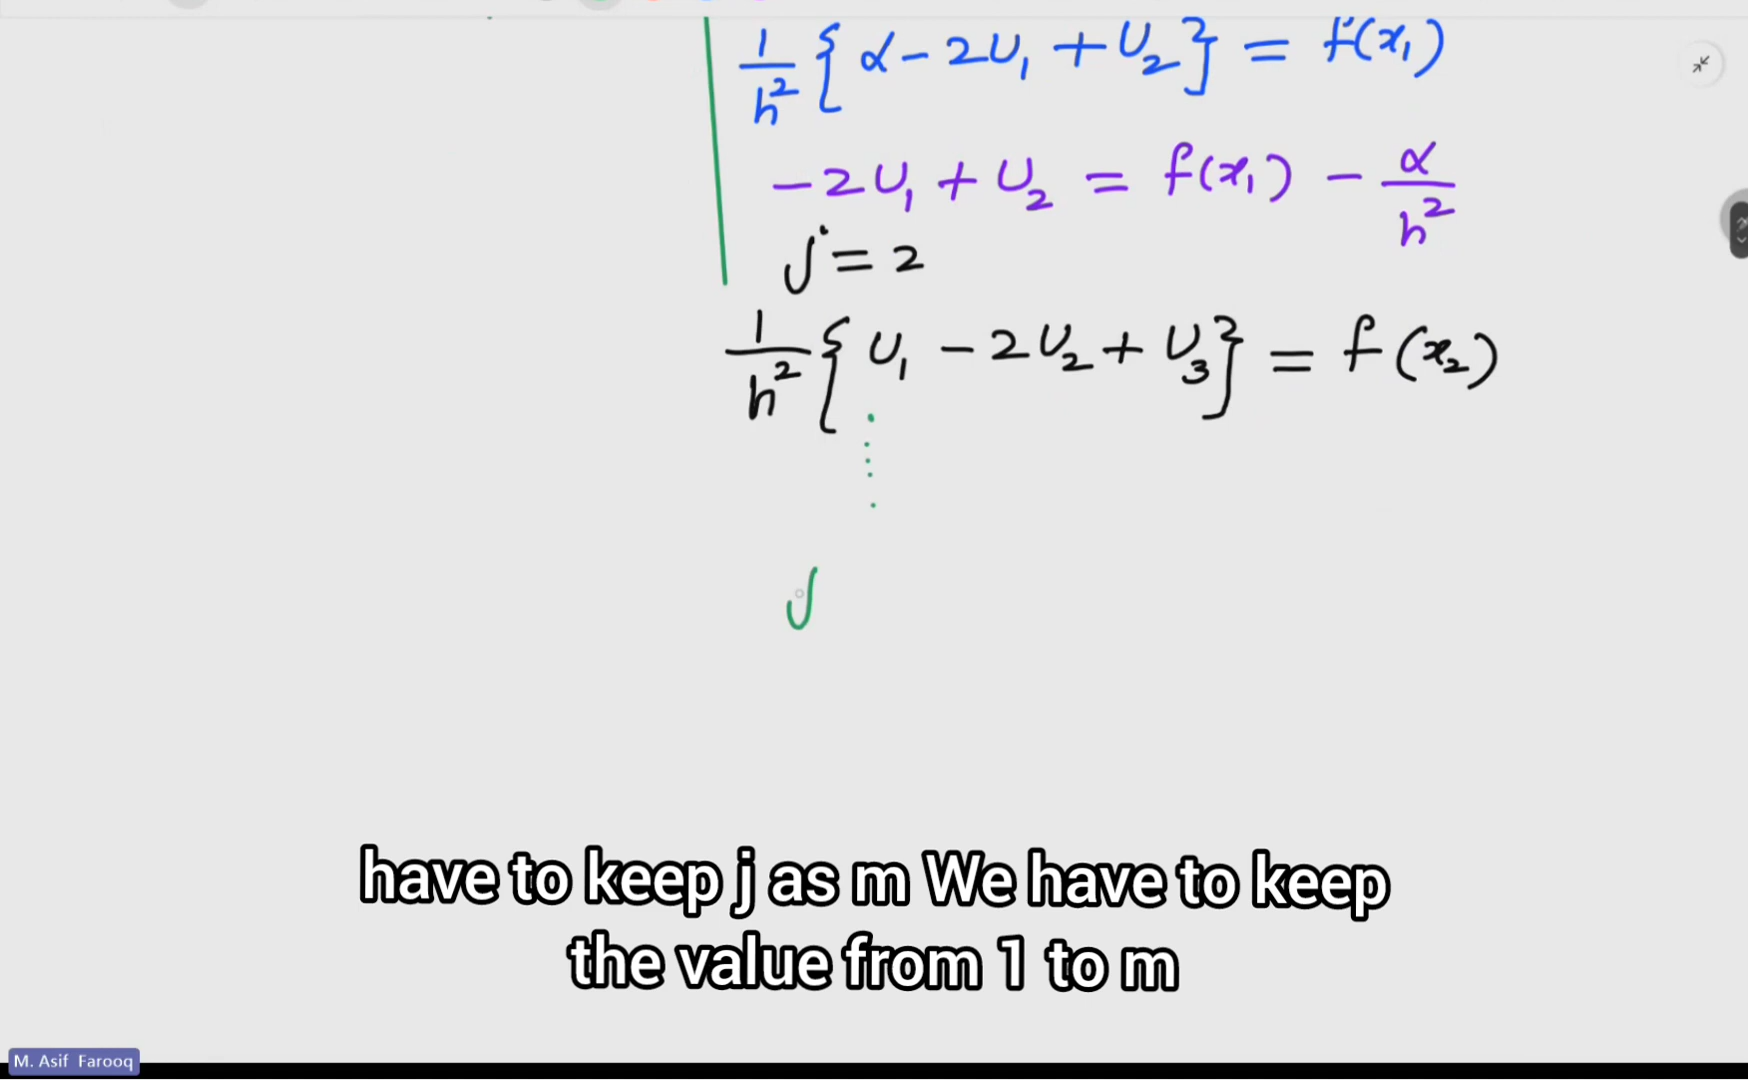 1/h² { α - 2U₁ + U₂ } = f(x₁)
-2U₁ + U₂ = f(x₁) - α/h²
j = 2
1/h² { U₁ - 2U₂ + U₃ } = f(x₂)
J
have to keep j as m We have to keep
the value from 1 to m
M. Asif Farooq